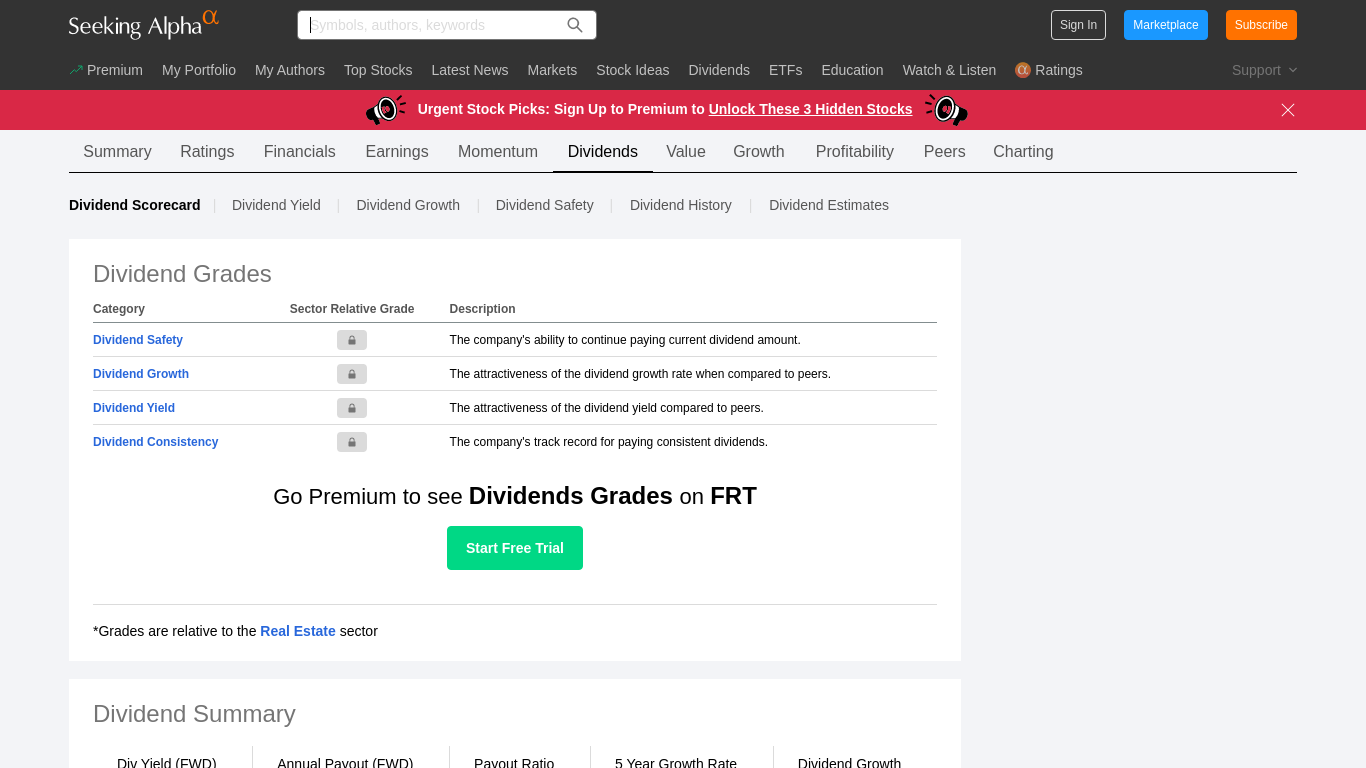 Seeking Alpha α
Symbols, authors, keywords
Sign In
Marketplace
Subscribe
Premium My Portfolio My Authors Top Stocks Latest News Markets Stock Ideas Dividends ETFs Education Watch & Listen α Ratings Support
Urgent Stock Picks: Sign Up to Premium to Unlock These 3 Hidden Stocks
Summary Ratings Financials Earnings Momentum Dividends Value Growth Profitability Peers Charting
Dividend Scorecard | Dividend Yield | Dividend Growth | Dividend Safety | Dividend History | Dividend Estimates
Dividend Grades
Category Sector Relative Grade Description
Dividend Safety The company's ability to continue paying current dividend amount.
Dividend Growth The attractiveness of the dividend growth rate when compared to peers.
Dividend Yield The attractiveness of the dividend yield compared to peers.
Dividend Consistency The company's track record for paying consistent dividends.
Go Premium to see Dividends Grades on FRT
Start Free Trial
*Grades are relative to the Real Estate sector
Dividend Summary
Div Yield (FWD) Annual Payout (FWD) Payout Ratio 5 Year Growth Rate Dividend Growth